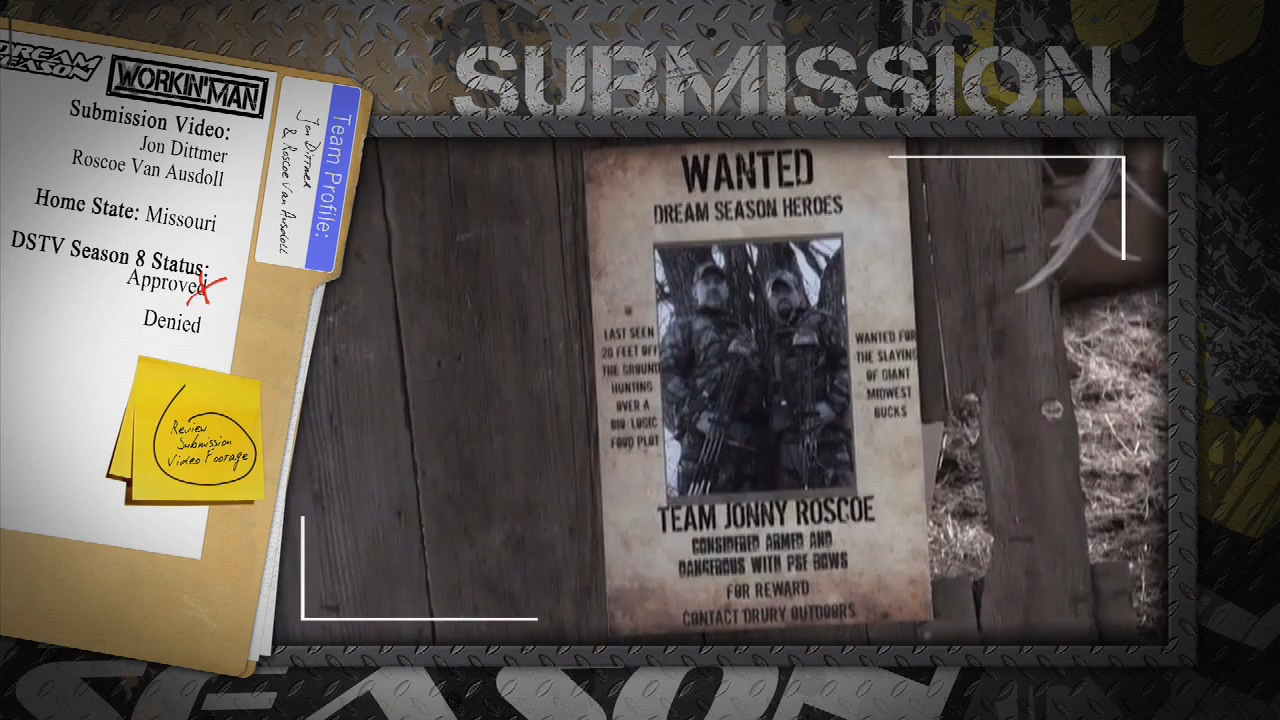 SUBMISSION
DREAM
SEASON
WORKIN' MAN
Submission Video:
Jon Dittmer
Roscoe Van Ausdoll
Home State: Missouri
DSTV Season 8 Status:
Approved
Denied
Team Profile:
Jon Dittmer
& Roscoe Van Ausdoll
Review
Submission
Video Footage
WANTED
DREAM SEASON HEROES
LAST SEEN
20 FEET OFF
THE GROUND
HUNTING
OVER A
BIO-LOGIC
FOOD PLOT
WANTED FOR
THE SLAYING
OF GIANT
MIDWEST
BUCKS
TEAM JONNY ROSCOE
CONSIDERED ARMED AND
DANGEROUS WITH PSE BOWS
FOR REWARD
CONTACT DRURY OUTDOORS
SEASON